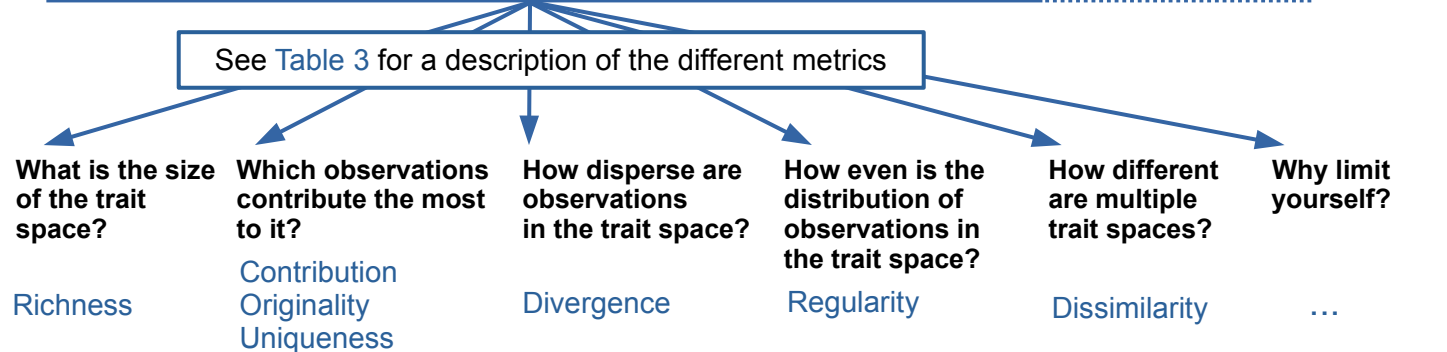 See Table 3 for a description of the different metrics
What is the size
of the trait
space?
Richness
Which observations
contribute the most
to it?
Contribution
Originality
Uniqueness
How disperse are
observations
in the trait space?
Divergence
How even is the
distribution of
observations in
the trait space?
Regularity
How different
are multiple
trait spaces?
Dissimilarity
Why limit
yourself?
...